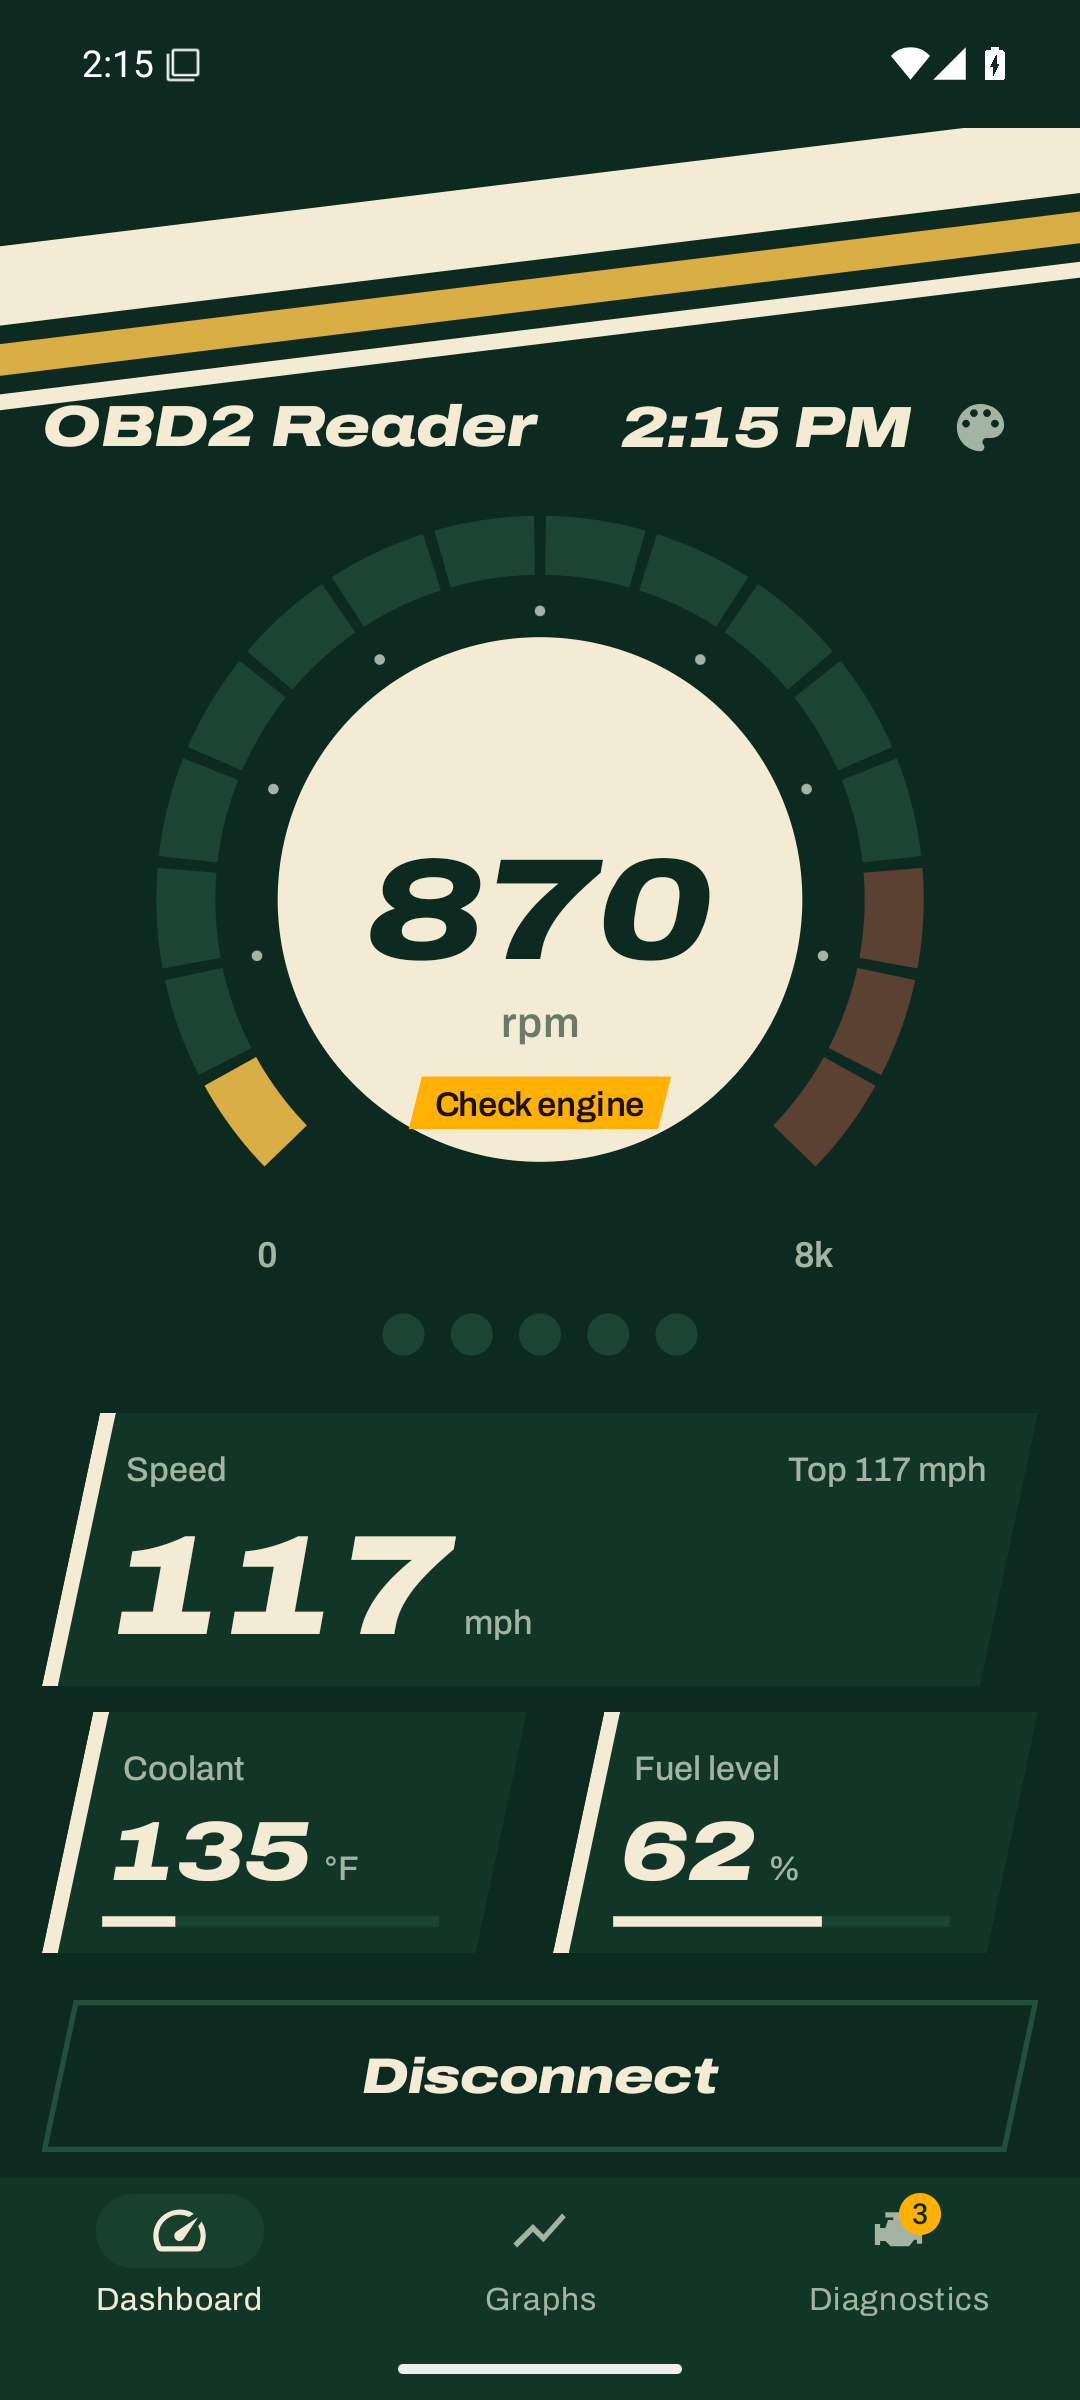 2:15
OBD2 Reader 2:15 PM
870
rpm
Check engine
0 8k
Speed Top 117 mph
117 mph
Coolant Fuel level
135 °F 62 %
Disconnect
3
Dashboard Graphs Diagnostics